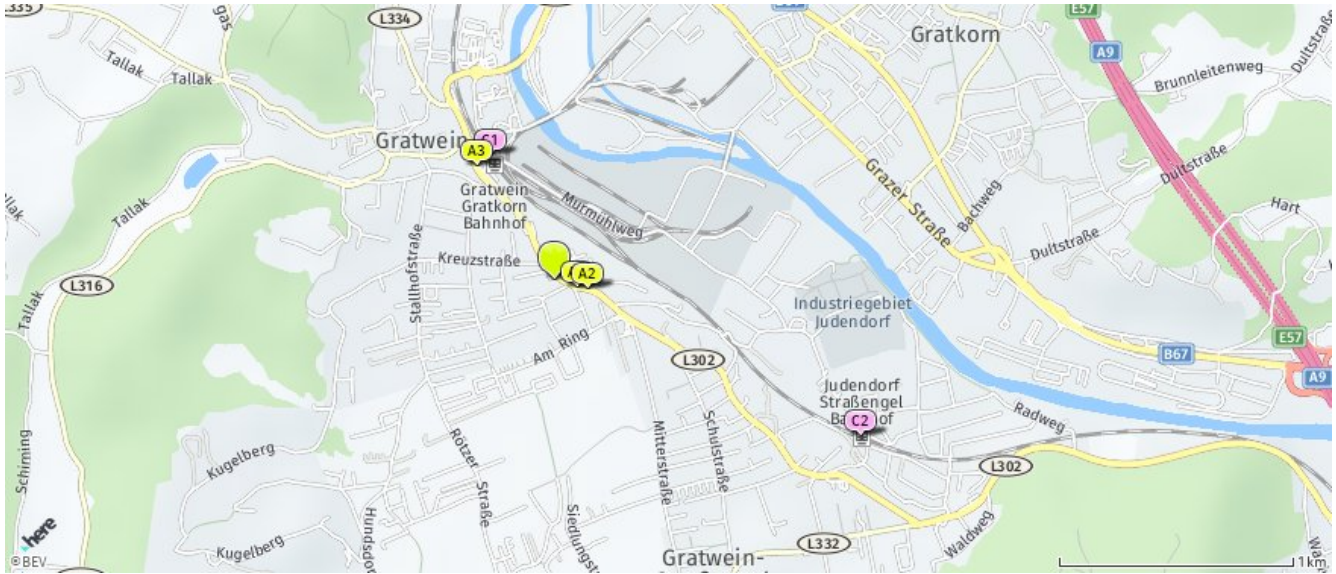 L335
gas
L334
E57
A9
Gratkorn
Dultstraße
Tallak
Tallak
Brunnleitenweg
Gratwein
C1
A3
Grazer Straße
Dultstraße
Tallak
Gratwein
Gratkorn
Bahnhof
Murmühlweg
Bachweg
Hart
Stallhofstraße
Kreuzstraße
A2
Dultstraße
L316
Tallak
Industriegebiet
Judendorf
E57
Am Ring
L302
B67
A9
Judendorf
Straßengel
C2
Radweg
Schiming
Kugelberg
Rötzer Straße
Mitterstraße
Schulstraße
L302
here
Kugelberg
L332
Waldweg
Gratwein-
©BEV
1km